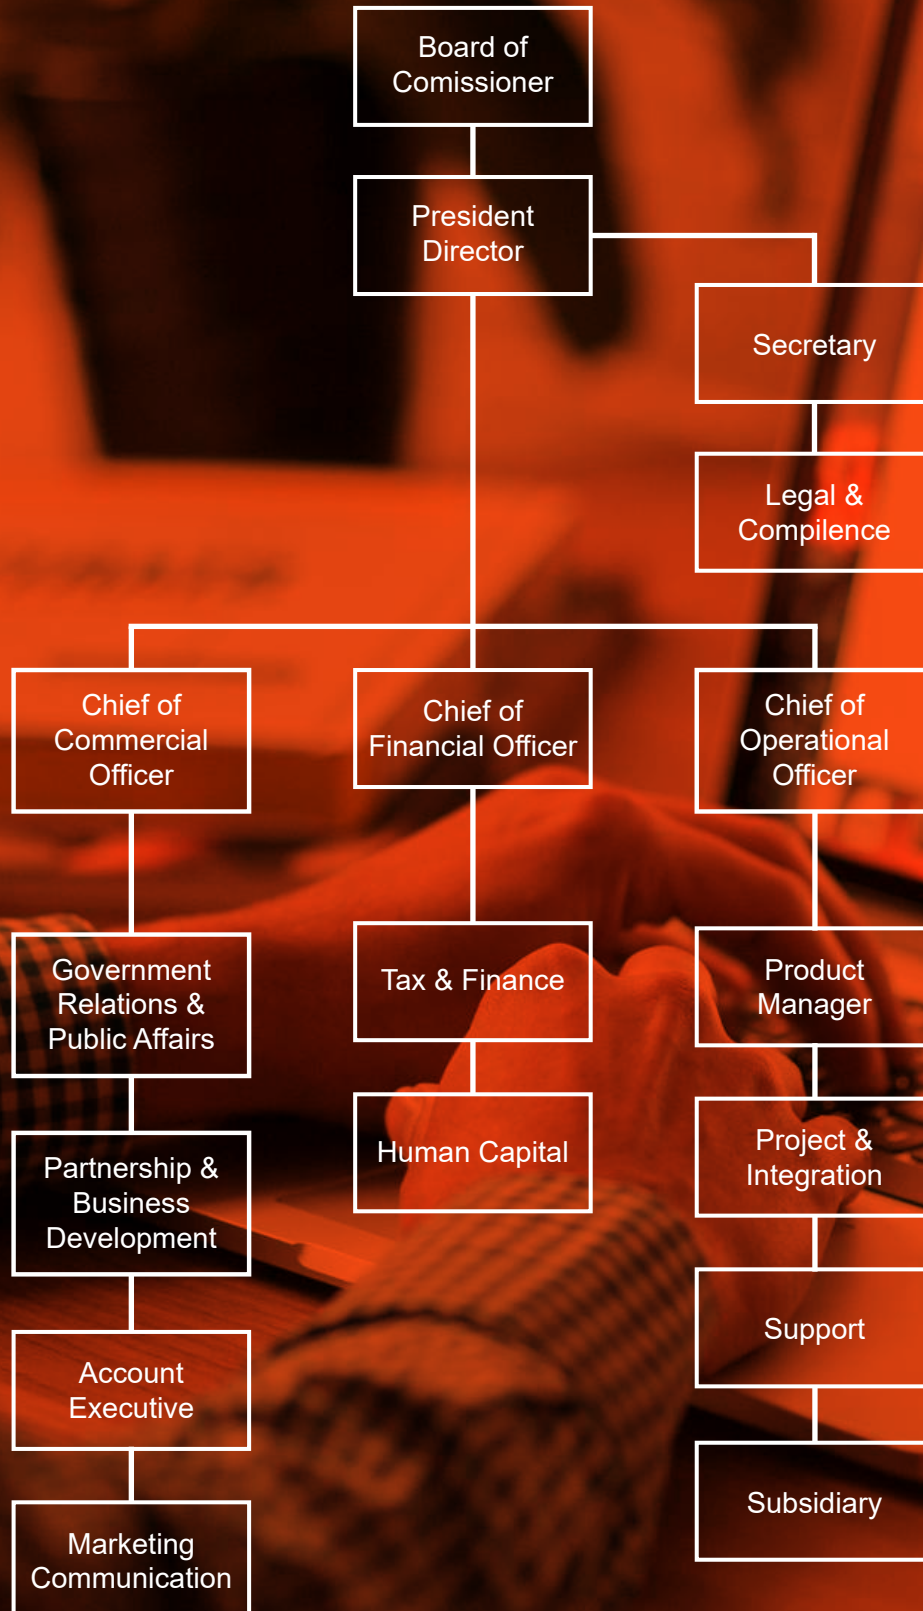 Board of
Comissioner
President
Director
Secretary
Legal &
Compilence
Chief of
Commercial
Officer
Chief of
Financial Officer
Chief of
Operational
Officer
Government
Relations &
Public Affairs
Tax & Finance
Product
Manager
Partnership &
Business
Development
Human Capital
Project &
Integration
Account
Executive
Support
Marketing
Communication
Subsidiary